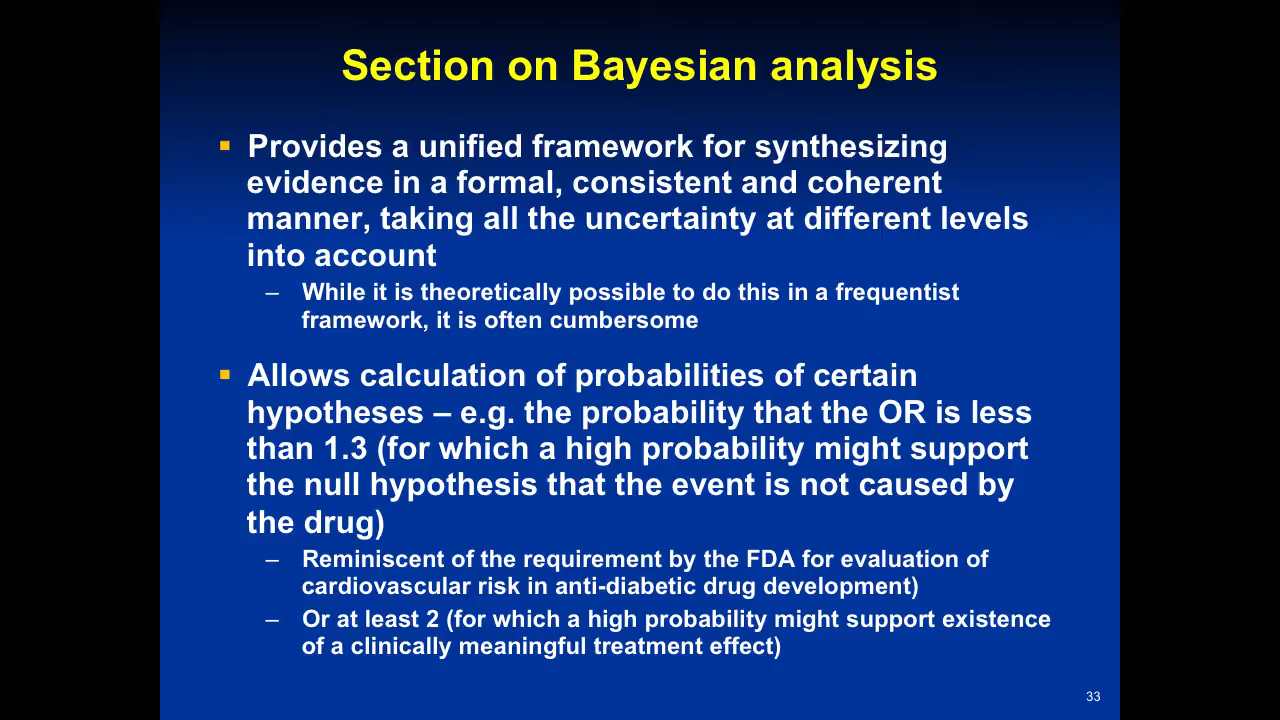 Section on Bayesian analysis
▪ Provides a unified framework for synthesizing
evidence in a formal, consistent and coherent
manner, taking all the uncertainty at different levels
into account
– While it is theoretically possible to do this in a frequentist
framework, it is often cumbersome
▪ Allows calculation of probabilities of certain
hypotheses – e.g. the probability that the OR is less
than 1.3 (for which a high probability might support
the null hypothesis that the event is not caused by
the drug)
– Reminiscent of the requirement by the FDA for evaluation of
cardiovascular risk in anti-diabetic drug development)
– Or at least 2 (for which a high probability might support existence
of a clinically meaningful treatment effect)
33